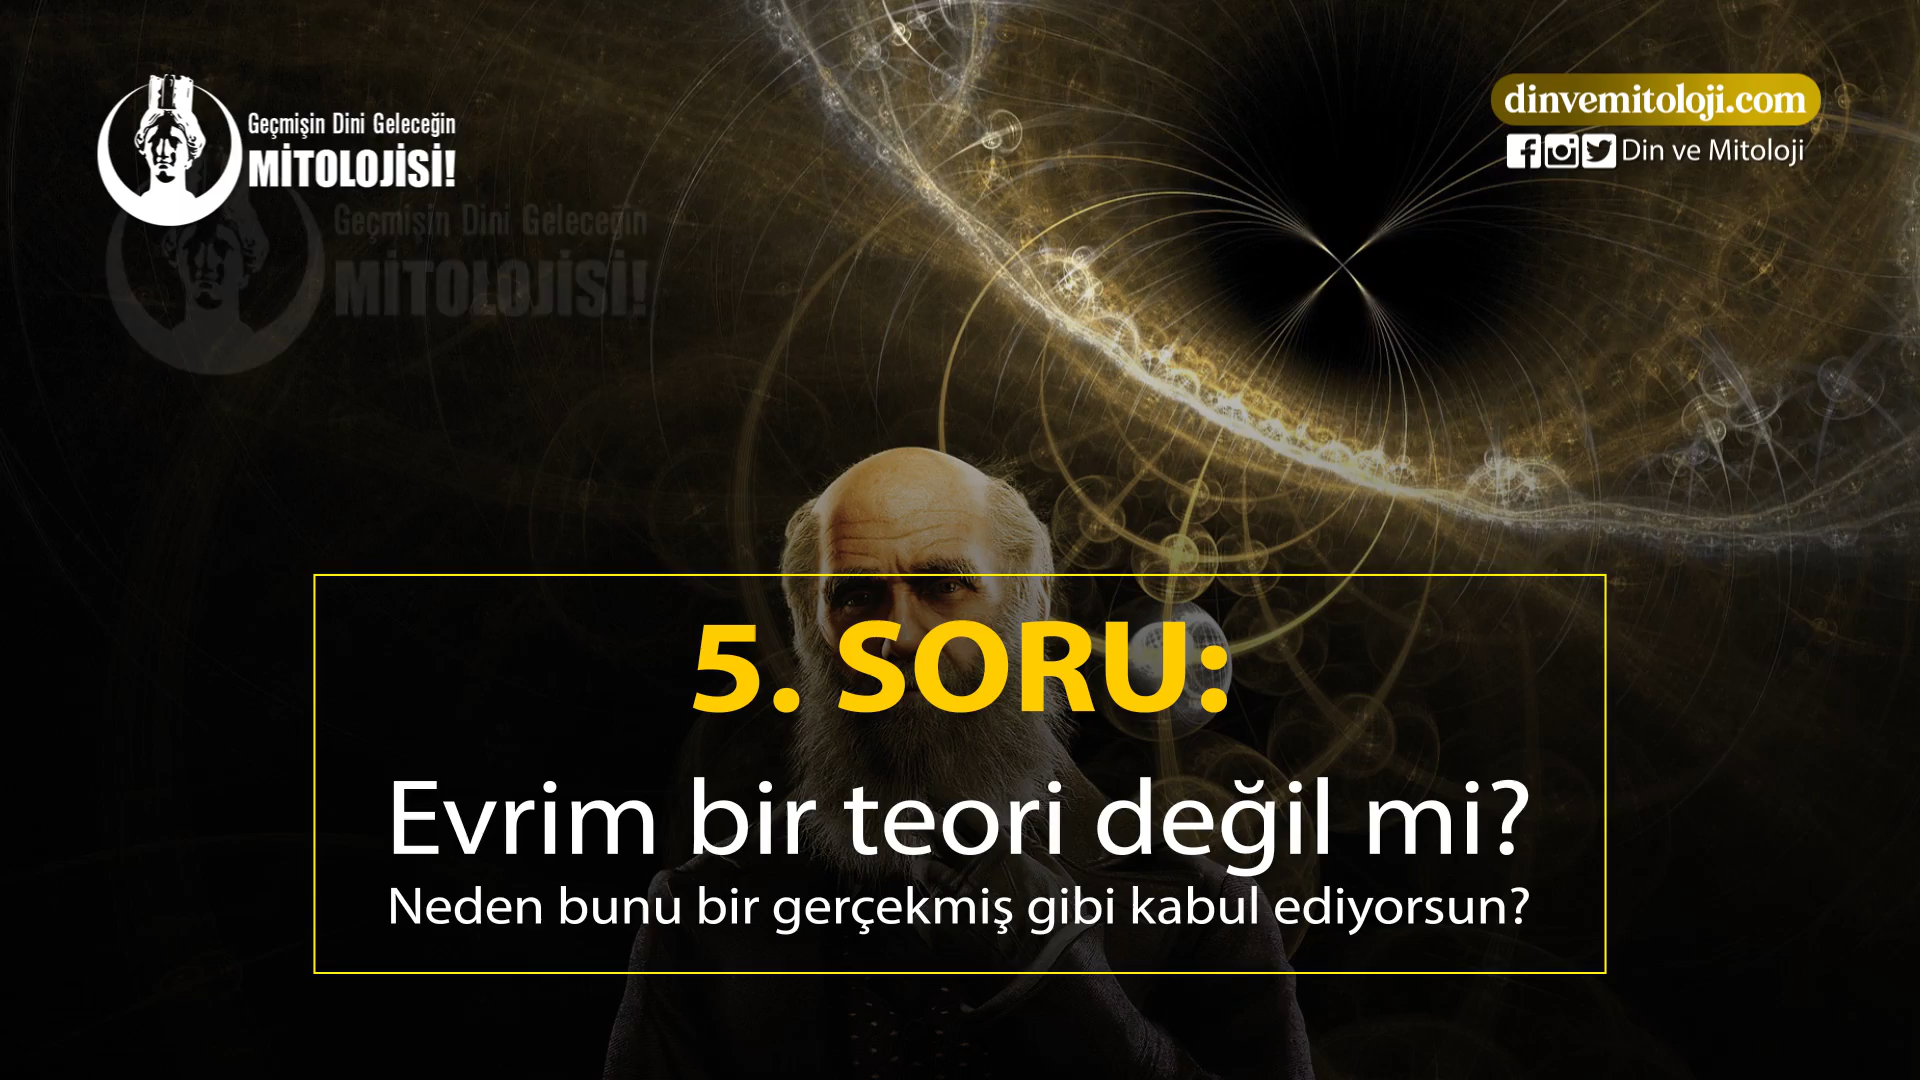 Geçmişin Dini Geleceğin
MİTOLOJİSİ!
dinvemitoloji.com
Din ve Mitoloji
Geçmişin Dini Geleceğin
MİTOLOJİSİ!
5. SORU:
Evrim bir teori değil mi?
Neden bunu bir gerçekmiş gibi kabul ediyorsun?